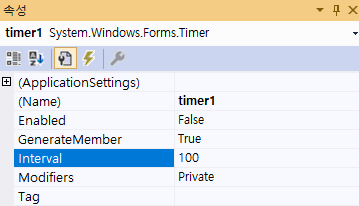 속성
timer1 System.Windows.Forms.Timer
(ApplicationSettings)
(Name) timer1
Enabled False
GenerateMember True
Interval 100
Modifiers Private
Tag